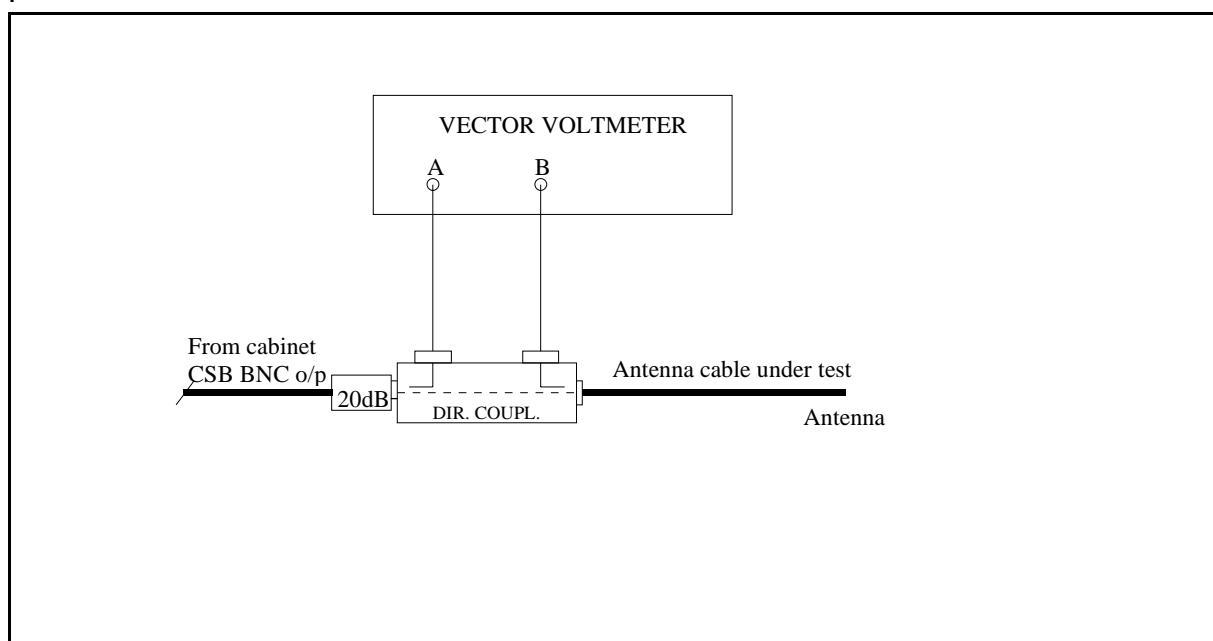 VECTOR VOLTMETER
A
B
From cabinet
CSB BNC o/p
20dB
DIR. COUPL.
Antenna cable under test
Antenna